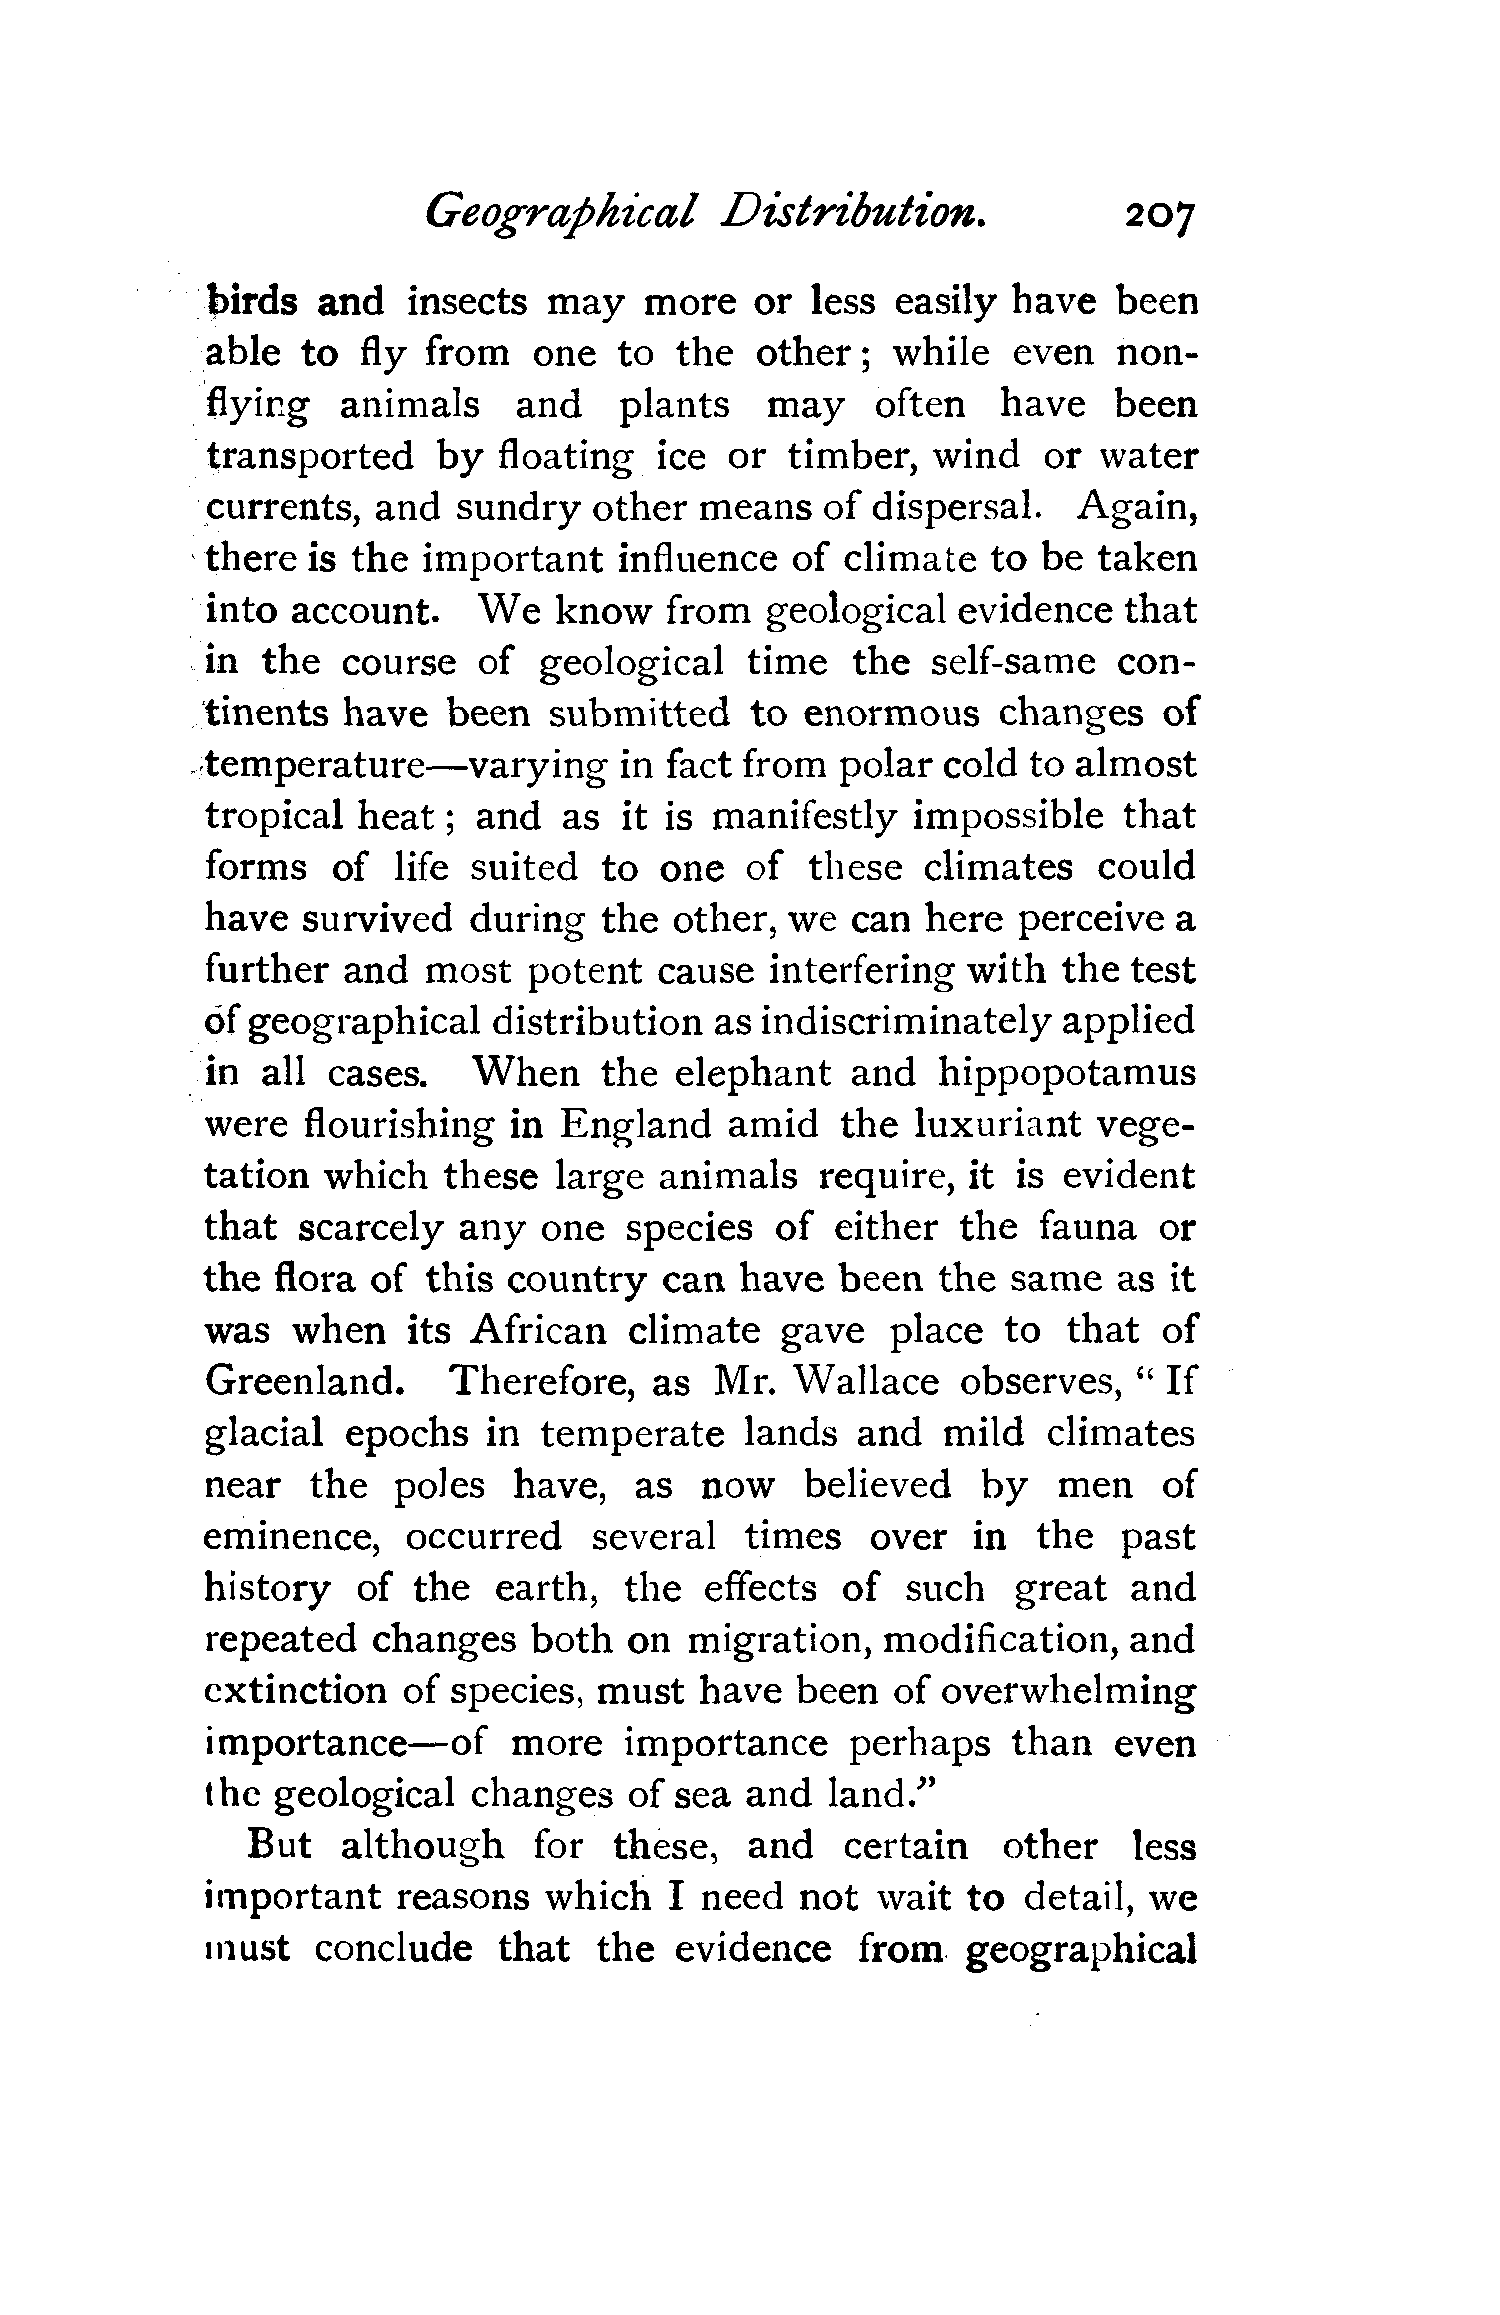 Geographical Distribution. 207
birds and insects may more or less easily have been
able to fly from one to the other ; while even non-
flying animals and plants may often have been
transported by floating ice or timber, wind or water
currents, and sundry other means of dispersal. Again,
there is the important influence of climate to be taken
into account. We know from geological evidence that
in the course of geological time the self-same con-
tinents have been submitted to enormous changes of
temperature—varying in fact from polar cold to almost
tropical heat ; and as it is manifestly impossible that
forms of life suited to one of these climates could
have survived during the other, we can here perceive a
further and most potent cause interfering with the test
of geographical distribution as indiscriminately applied
in all cases. When the elephant and hippopotamus
were flourishing in England amid the luxuriant vege-
tation which these large animals require, it is evident
that scarcely any one species of either the fauna or
the flora of this country can have been the same as it
was when its African climate gave place to that of
Greenland. Therefore, as Mr. Wallace observes, “ If
glacial epochs in temperate lands and mild climates
near the poles have, as now believed by men of
eminence, occurred several times over in the past
history of the earth, the effects of such great and
repeated changes both on migration, modification, and
extinction of species, must have been of overwhelming
importance—of more importance perhaps than even
the geological changes of sea and land.”
But although for these, and certain other less
important reasons which I need not wait to detail, we
must conclude that the evidence from geographical